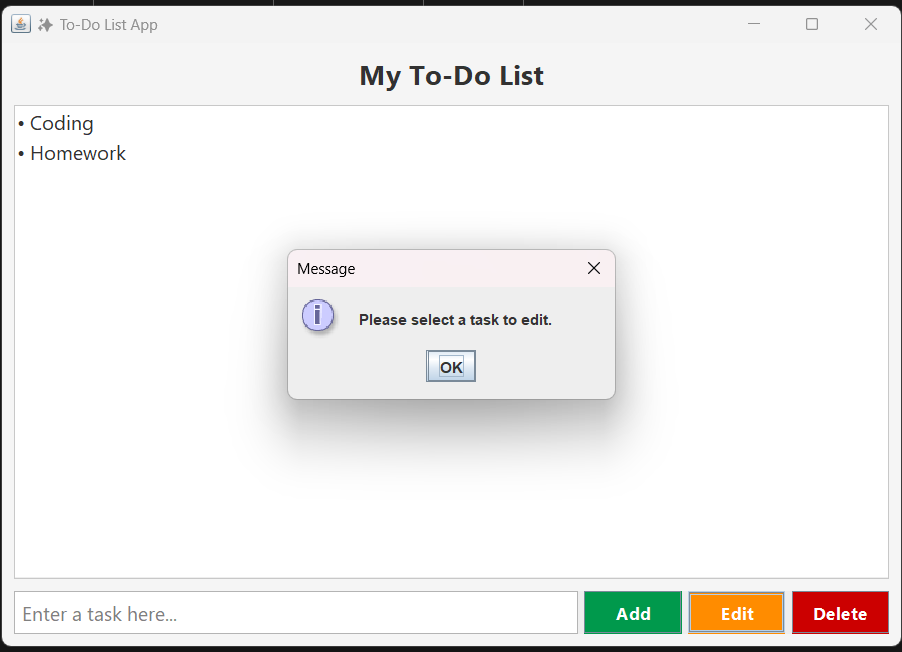 ✨ To-Do List App
My To-Do List
• Coding
• Homework
Message
Please select a task to edit.
OK
Enter a task here...
Add
Edit
Delete